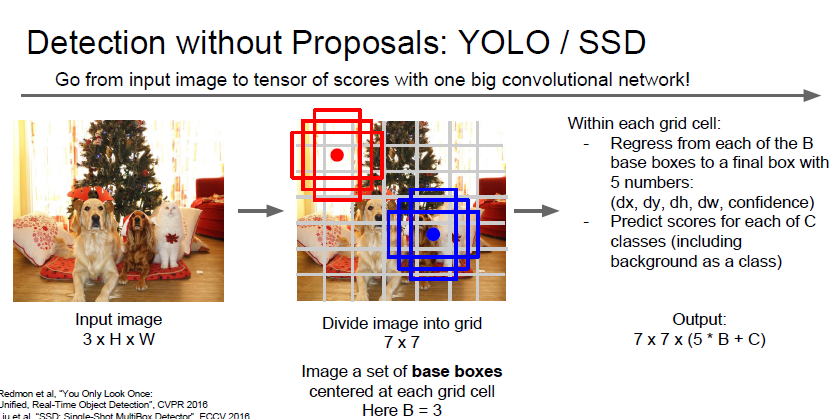 Detection without Proposals: YOLO / SSD
Go from input image to tensor of scores with one big convolutional network!
Input image
3 x H x W
Divide image into grid
7 x 7
Image a set of base boxes
centered at each grid cell
Here B = 3
Within each grid cell:
- Regress from each of the B
base boxes to a final box with
5 numbers:
(dx, dy, dh, dw, confidence)
- Predict scores for each of C
classes (including
background as a class)
Output:
7 x 7 x (5 * B + C)
Redmon et al, "You Only Look Once:
Unified, Real-Time Object Detection", CVPR 2016
Liu et al, "SSD: Single-Shot MultiBox Detector", ECCV 2016